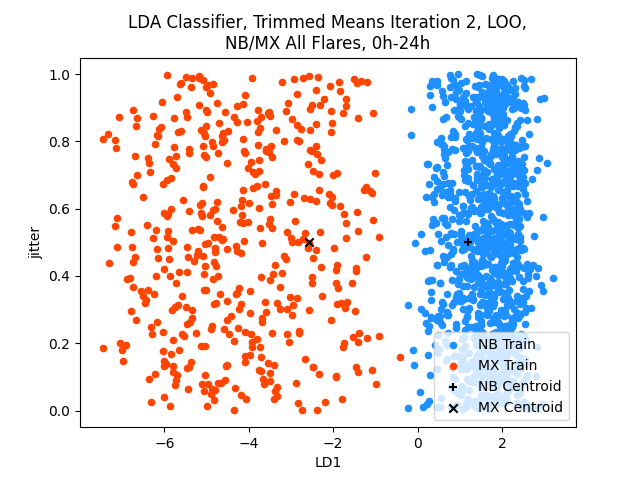 LDA Classifier, Trimmed Means Iteration 2, LOO,
NB/MX All Flares, 0h-24h
jitter
1.0
0.8
0.6
0.4
0.2
0.0
−6
−4
−2
0
2
LD1
NB Train
MX Train
NB Centroid
MX Centroid